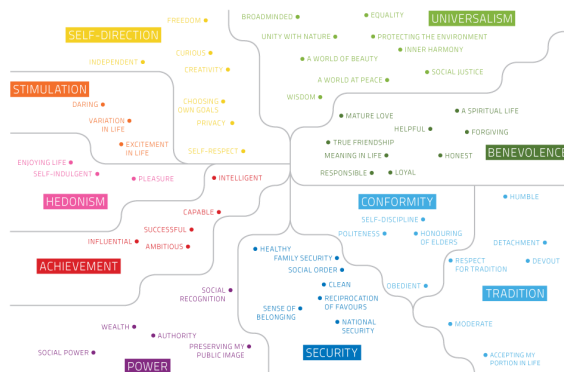 FREEDOM
SELF-DIRECTION
CURIOUS
INDEPENDENT
CREATIVITY
CHOOSING
OWN GOALS
PRIVACY
SELF-RESPECT
STIMULATION
DARING
VARIATION
IN LIFE
EXCITEMENT
IN LIFE
ENJOYING LIFE
SELF-INDULGENT
PLEASURE
HEDONISM
INTELLIGENT
CAPABLE
SUCCESSFUL
INFLUENTIAL
AMBITIOUS
ACHIEVEMENT
SOCIAL
RECOGNITION
WEALTH
AUTHORITY
SOCIAL POWER
PRESERVING MY
PUBLIC IMAGE
POWER
BROADMINDED
EQUALITY
UNIVERSALISM
UNITY WITH NATURE
PROTECTING THE ENVIRONMENT
INNER HARMONY
A WORLD OF BEAUTY
SOCIAL JUSTICE
A WORLD AT PEACE
WISDOM
MATURE LOVE
A SPIRITUAL LIFE
HELPFUL
FORGIVING
TRUE FRIENDSHIP
MEANING IN LIFE
HONEST
BENEVOLENCE
RESPONSIBLE
LOYAL
CONFORMITY
SELF-DISCIPLINE
POLITENESS
HONOURING
OF ELDERS
OBEDIENT
HUMBLE
DETACHMENT
RESPECT
FOR TRADITION
DEVOUT
TRADITION
MODERATE
ACCEPTING MY
PORTION IN LIFE
HEALTHY
FAMILY SECURITY
SOCIAL ORDER
CLEAN
RECIPROCATION
OF FAVOURS
SENSE OF
BELONGING
NATIONAL
SECURITY
SECURITY